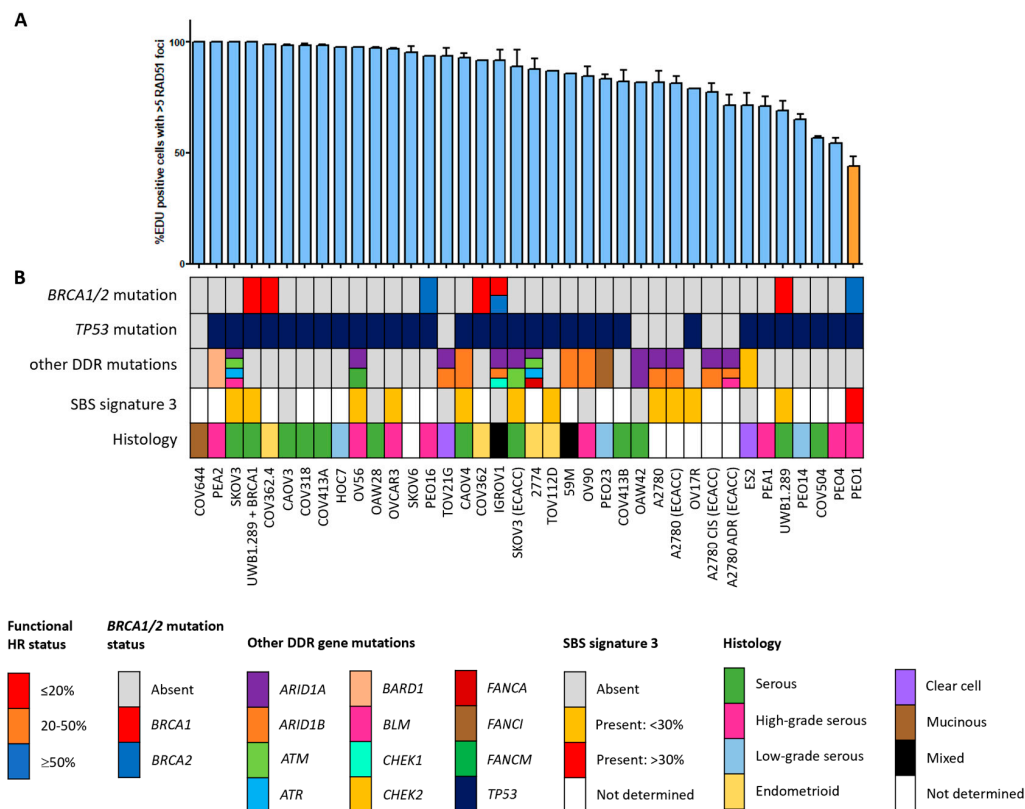 A
%EDU positive cells with >5 RAD51 foci
100
50
0
B
BRCA1/2 mutation
TP53 mutation
other DDR mutations
SBS signature 3
Histology
COV644
PEA2
SKOV3
UWB1.289 + BRCA1
COV362.4
CAOV3
COV318
COV413A
HOC7
OV56
OAW28
OVCAR3
SKOV6
PEO16
TOV21G
CAOV4
COV362
IGROV1
SKOV3 (ECACC)
2774
TOV112D
59M
OV90
PEO23
COV413B
OAW42
A2780
A2780 (ECACC)
OV17R
A2780 CIS (ECACC)
A2780 ADR (ECACC)
ES2
PEA1
UWB1.289
PEO14
COV504
PEO4
PEO1
Functional
HR status
≤20%
20-50%
≥50%
BRCA1/2 mutation
status
Absent
BRCA1
BRCA2
Other DDR gene mutations
ARID1A
ARID1B
ATM
ATR
BARD1
BLM
CHEK1
CHEK2
FANCA
FANCI
FANCM
TP53
SBS signature 3
Absent
Present: <30%
Present: >30%
Not determined
Histology
Serous
High-grade serous
Low-grade serous
Endometrioid
Clear cell
Mucinous
Mixed
Not determined